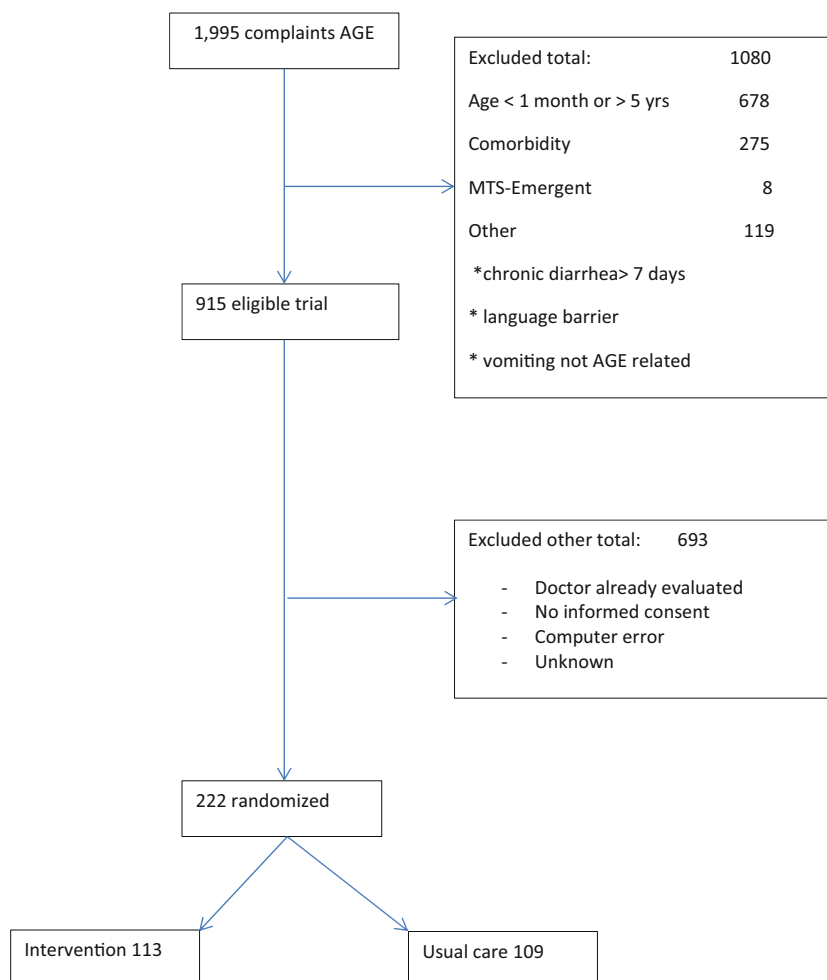 1,995 complaints AGE
Excluded total: 1080
Age < 1 month or > 5 yrs 678
Comorbidity 275
MTS-Emergent 8
Other 119
*chronic diarrhea> 7 days
* language barrier
* vomiting not AGE related
915 eligible trial
Excluded other total: 693
- Doctor already evaluated
- No informed consent
- Computer error
- Unknown
222 randomized
Intervention 113
Usual care 109